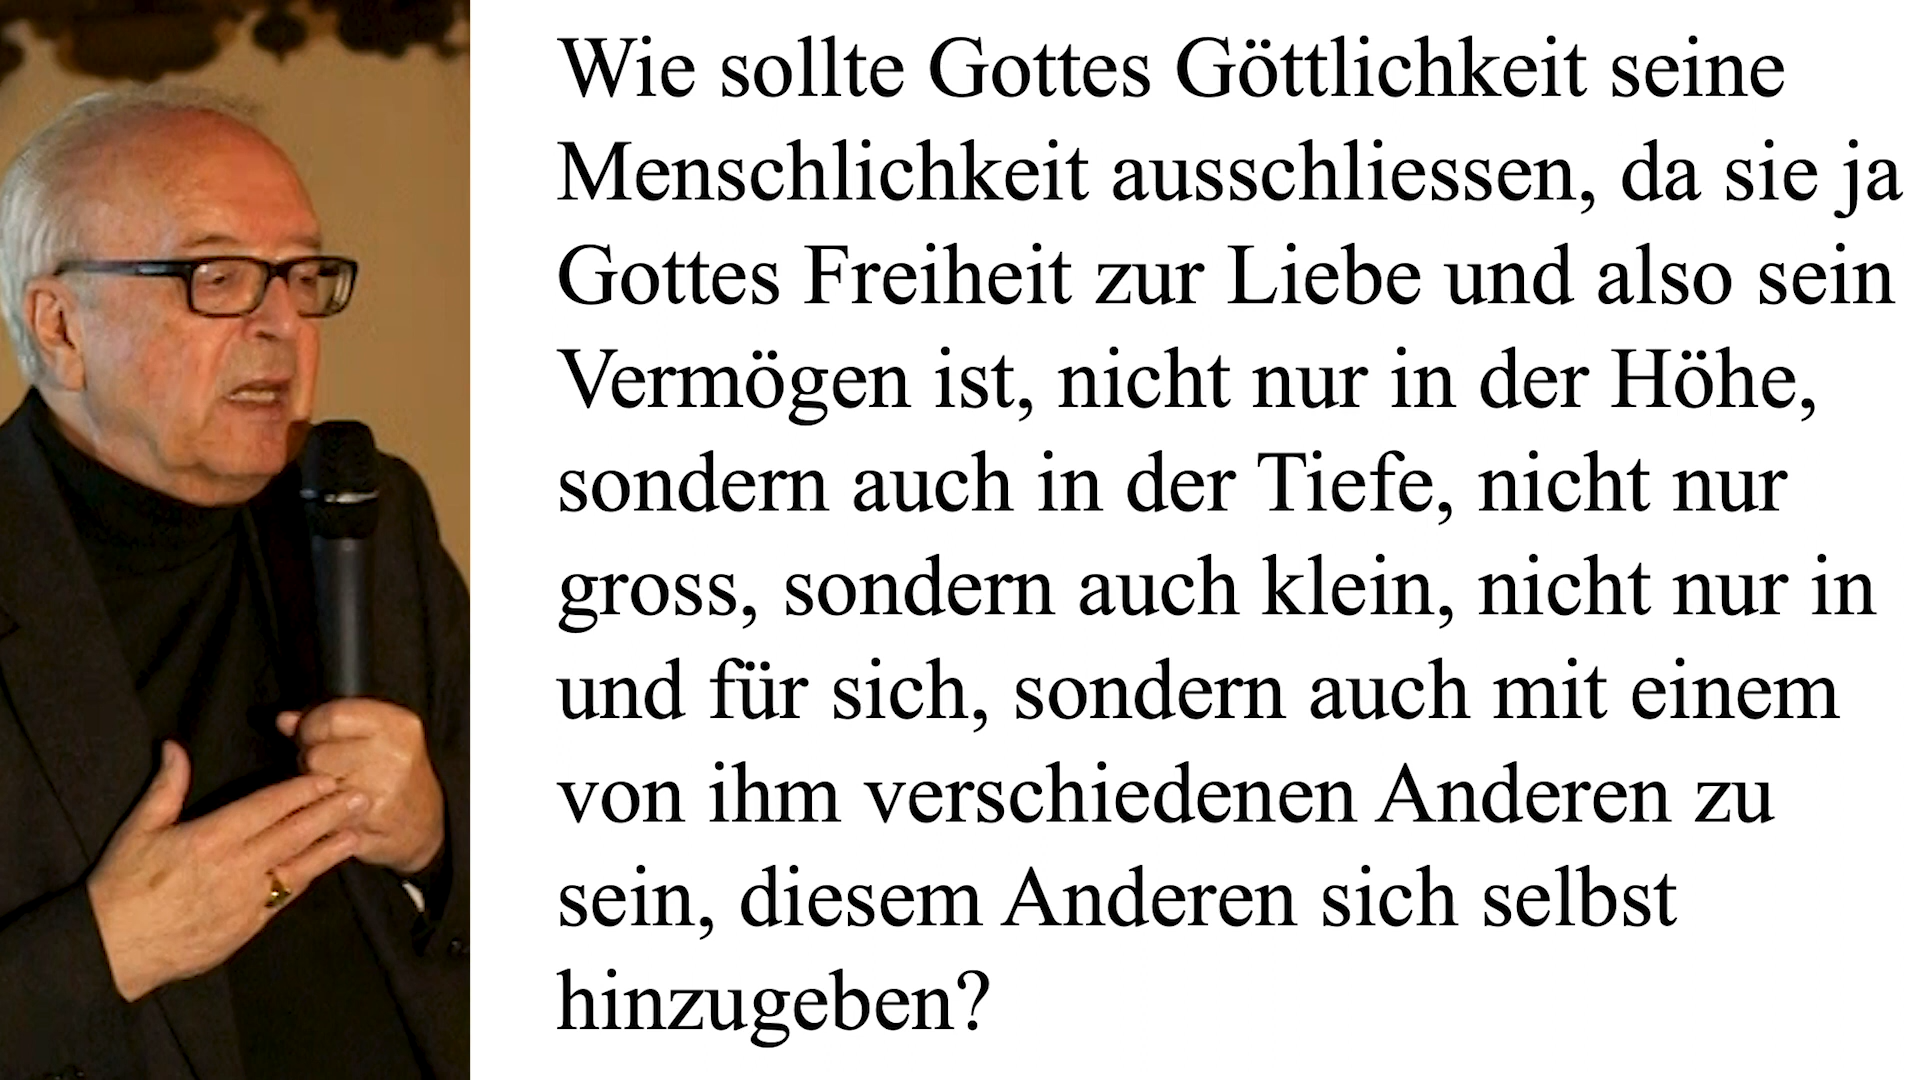 Wie sollte Gottes Göttlichkeit seine
Menschlichkeit ausschliessen, da sie ja
Gottes Freiheit zur Liebe und also sein
Vermögen ist, nicht nur in der Höhe,
sondern auch in der Tiefe, nicht nur
gross, sondern auch klein, nicht nur in
und für sich, sondern auch mit einem
von ihm verschiedenen Anderen zu
sein, diesem Anderen sich selbst
hinzugeben?